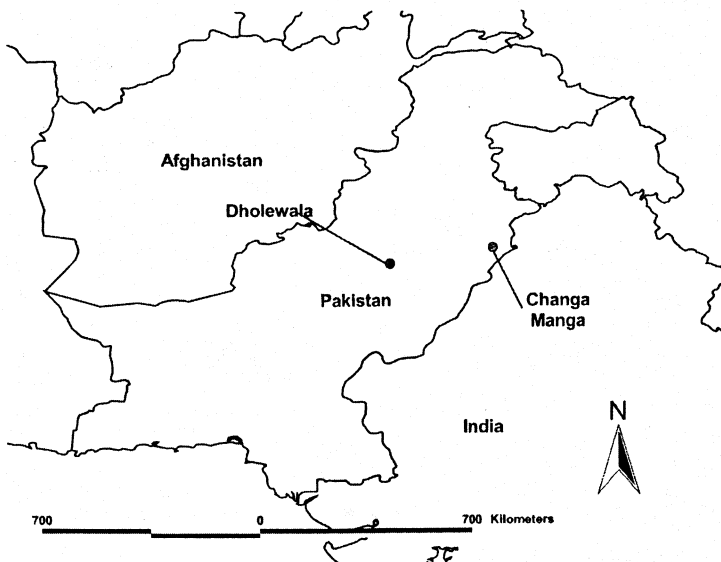 Afghanistan
Dholewala
Pakistan
Changa
Manga
India
N
700 0 700 Kilometers